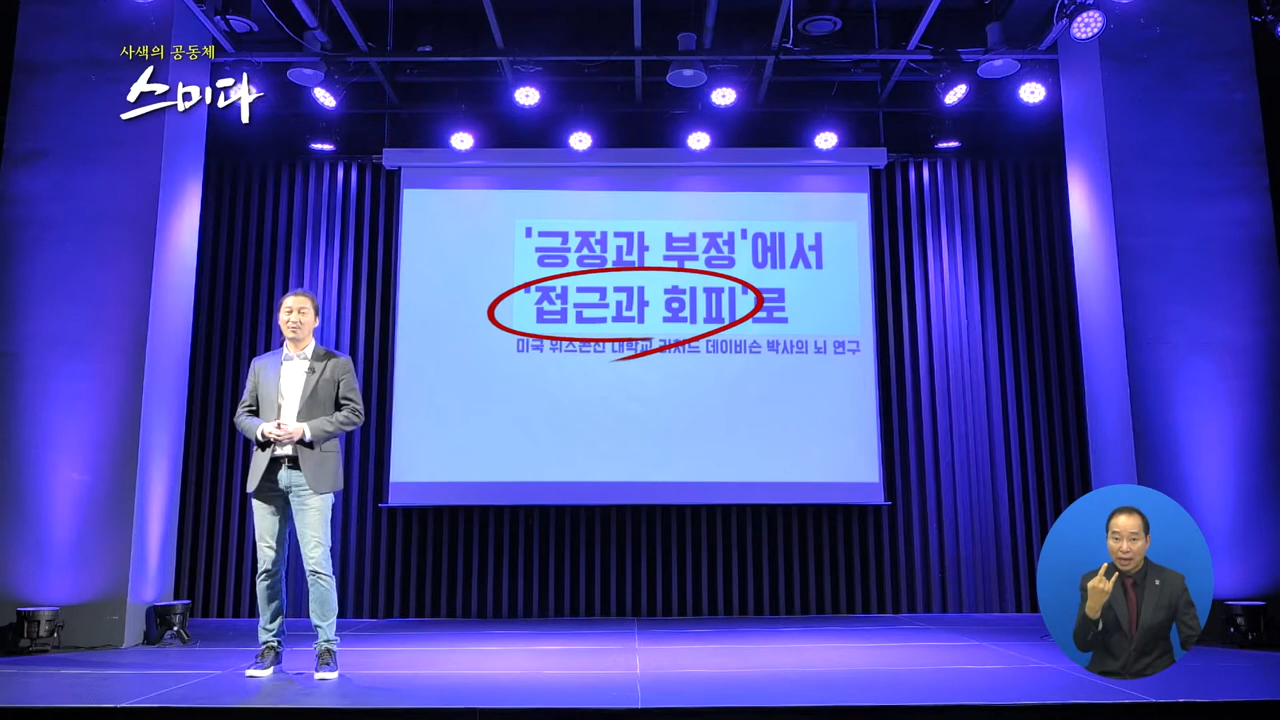 사색의 공동체
스미다
'긍정과 부정'에서
'접근과 회피'로
미국 위스콘신 대학교 리처드 데이비슨 박사의 뇌 연구